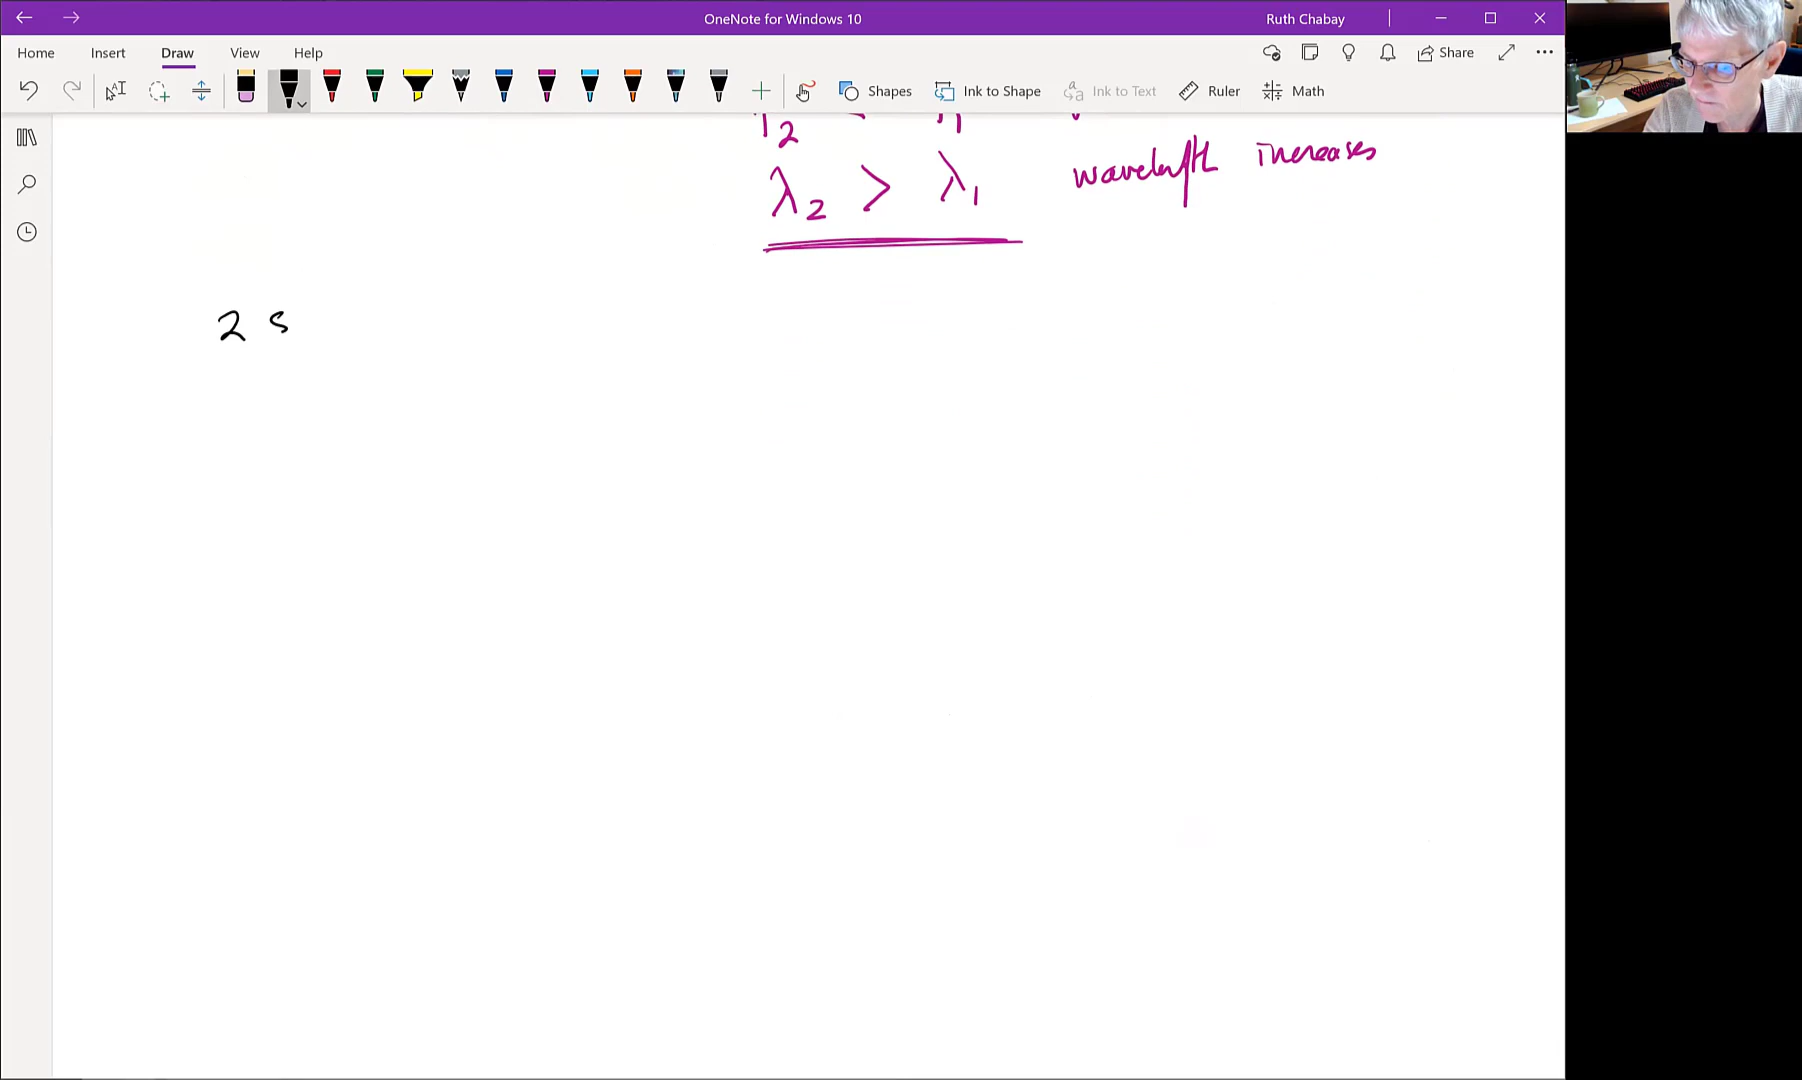 OneNote for Windows 10
Ruth Chabay
Home Insert Draw View Help
Share
Shapes Ink to Shape Ink to Text Ruler Math
λ2 > λ1 wavelength increases
2 s